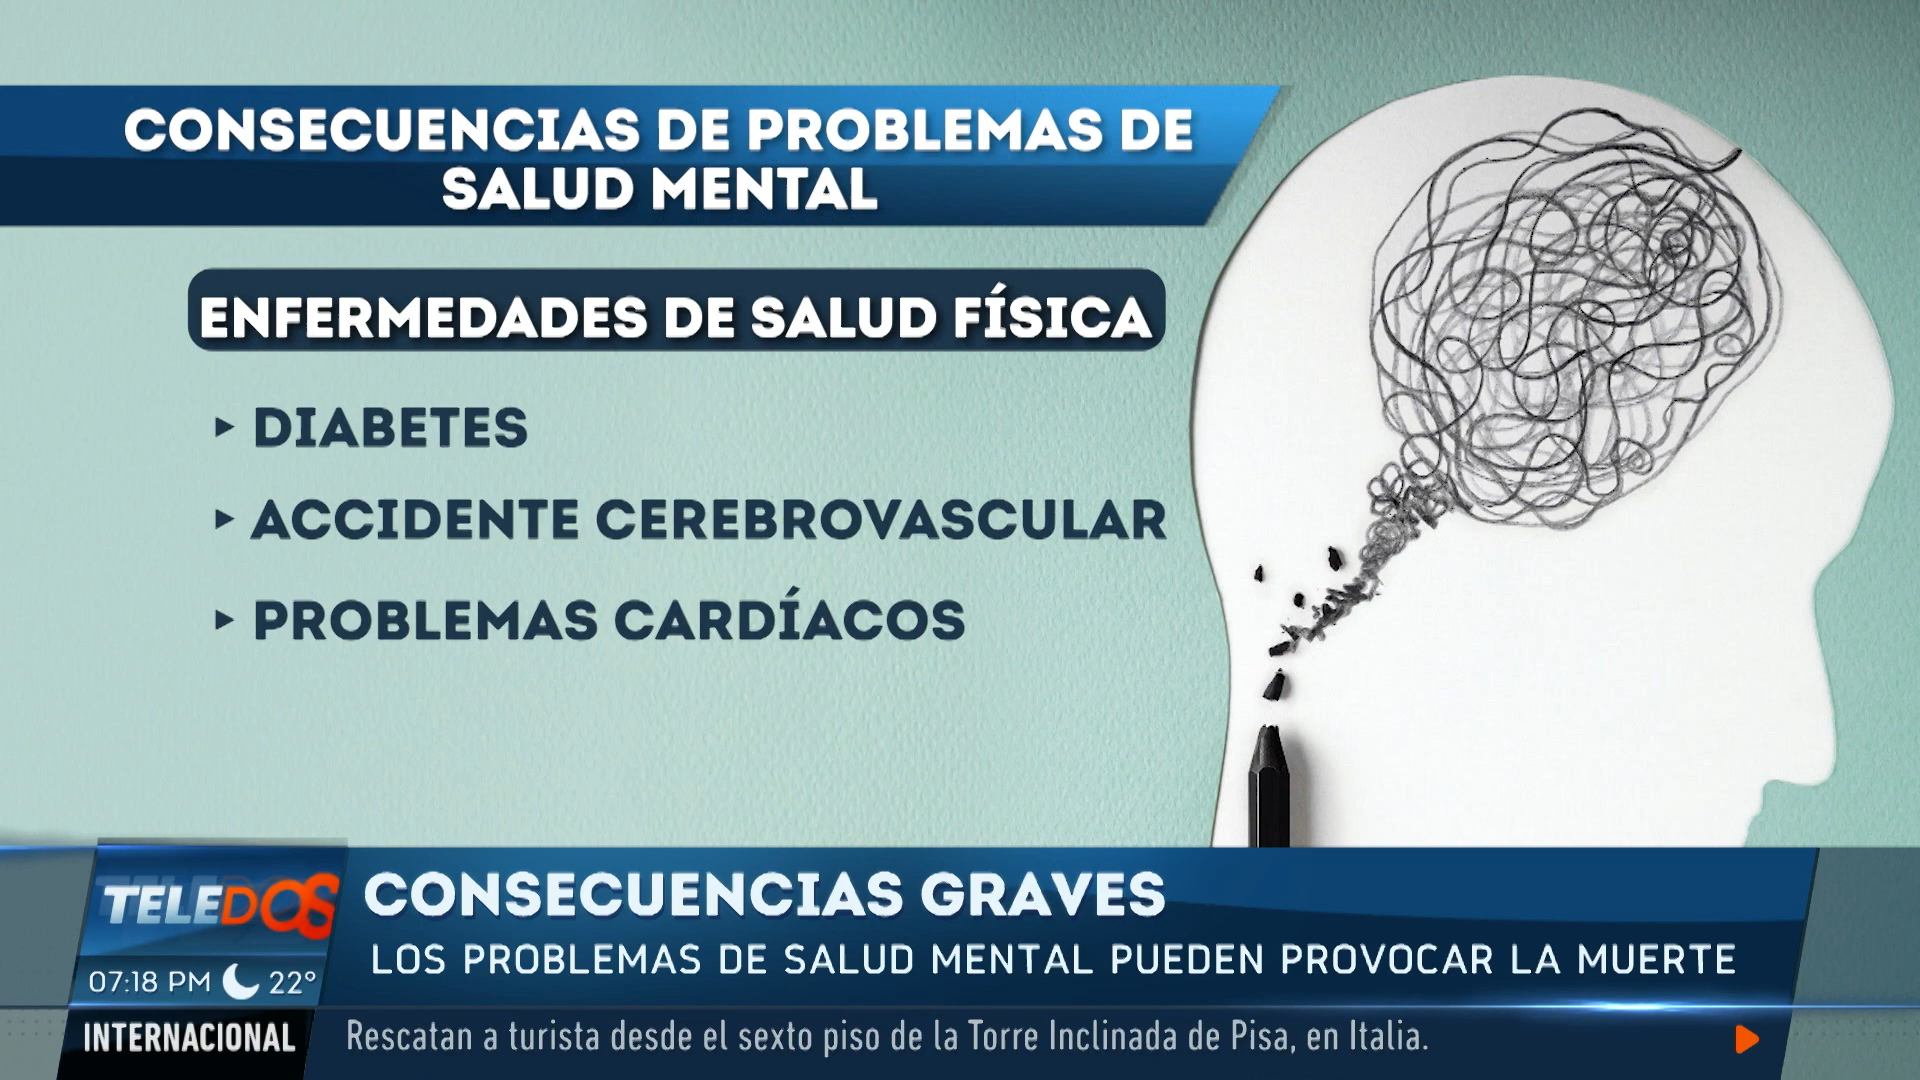 CONSECUENCIAS DE PROBLEMAS DE
SALUD MENTAL
ENFERMEDADES DE SALUD FÍSICA
DIABETES
ACCIDENTE CEREBROVASCULAR
PROBLEMAS CARDÍACOS
TELEDOS
CONSECUENCIAS GRAVES
LOS PROBLEMAS DE SALUD MENTAL PUEDEN PROVOCAR LA MUERTE
07:18 PM 22°
INTERNACIONAL
Rescatan a turista desde el sexto piso de la Torre Inclinada de Pisa, en Italia.